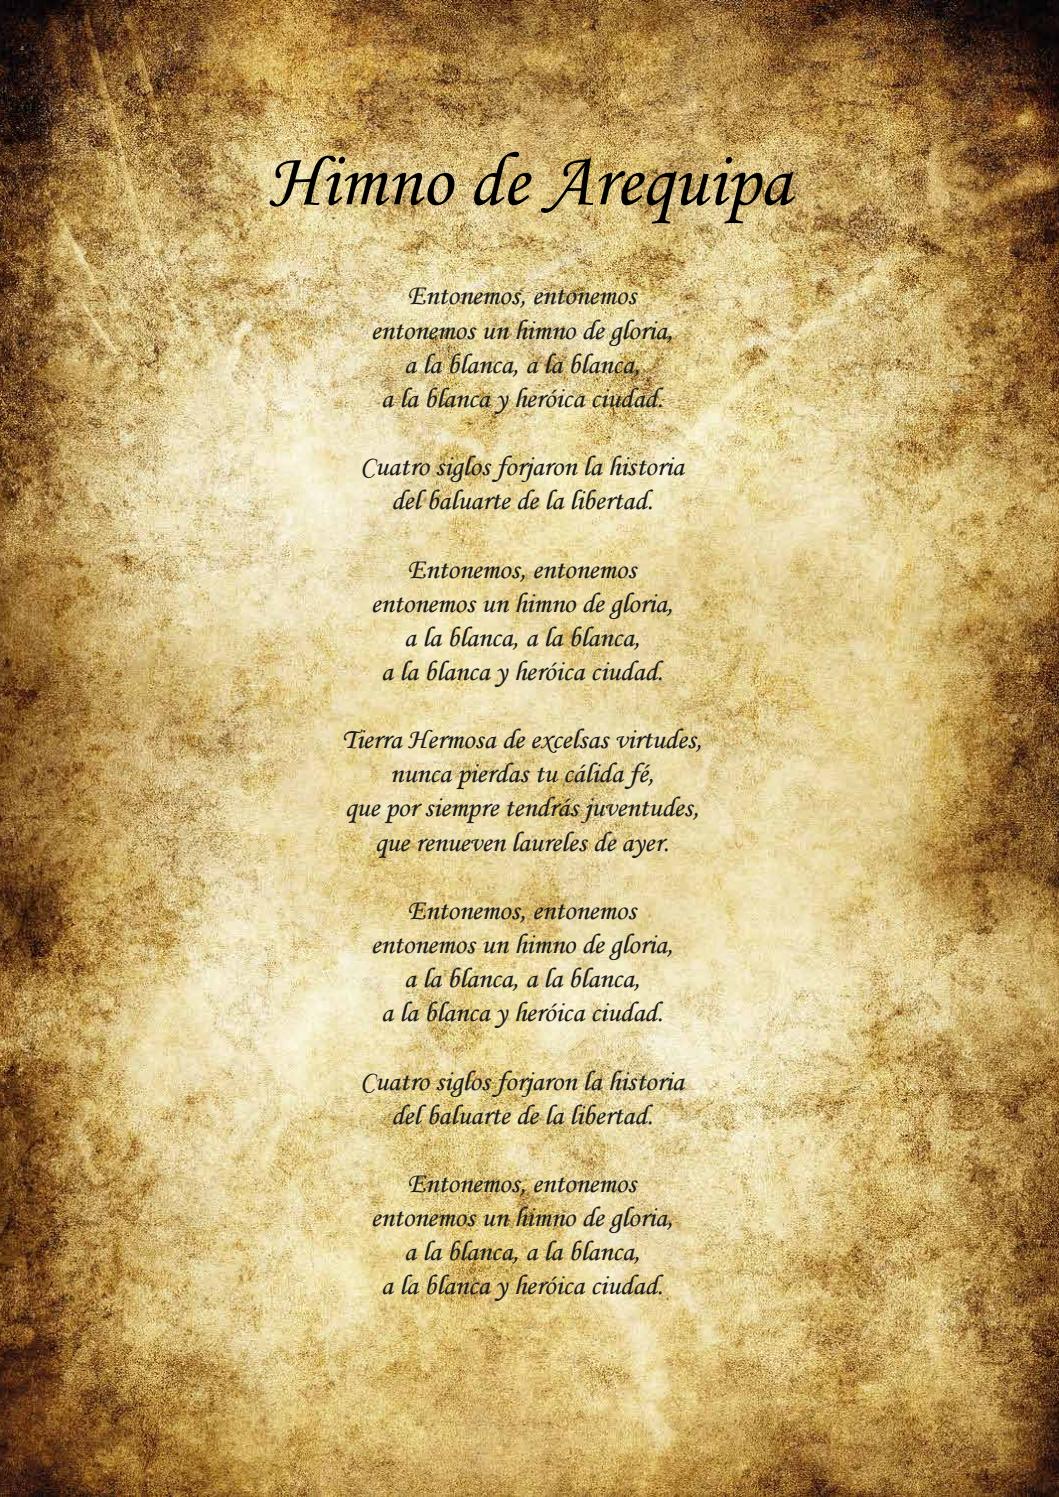 Himno de Arequipa
Entonemos, entonemos
entonemos un himno de gloria,
a la blanca, a la blanca,
a la blanca y heróica ciudad.
Cuatro siglos forjaron la historia
del baluarte de la libertad.
Entonemos, entonemos
entonemos un himno de gloria,
a la blanca, a la blanca,
a la blanca y heróica ciudad.
Tierra Hermosa de excelsas virtudes,
nunca pierdas tu cálida fé,
que por siempre tendrás juventudes,
que renueven laureles de ayer.
Entonemos, entonemos
entonemos un himno de gloria,
a la blanca, a la blanca,
a la blanca y heróica ciudad.
Cuatro siglos forjaron la historia
del baluarte de la libertad.
Entonemos, entonemos
entonemos un himno de gloria,
a la blanca, a la blanca,
a la blanca y heróica ciudad.